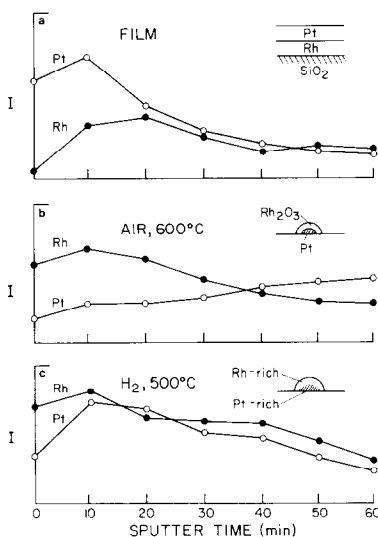 a
FILM
Pt
Rh
SiO2
Pt
Rh
I
b
AIR, 600°C
Rh2O3
Pt
Rh
Pt
I
c
H2, 500°C
Rh-rich
Pt-rich
Rh
Pt
I
0 10 20 30 40 50 60
SPUTTER TIME (min)